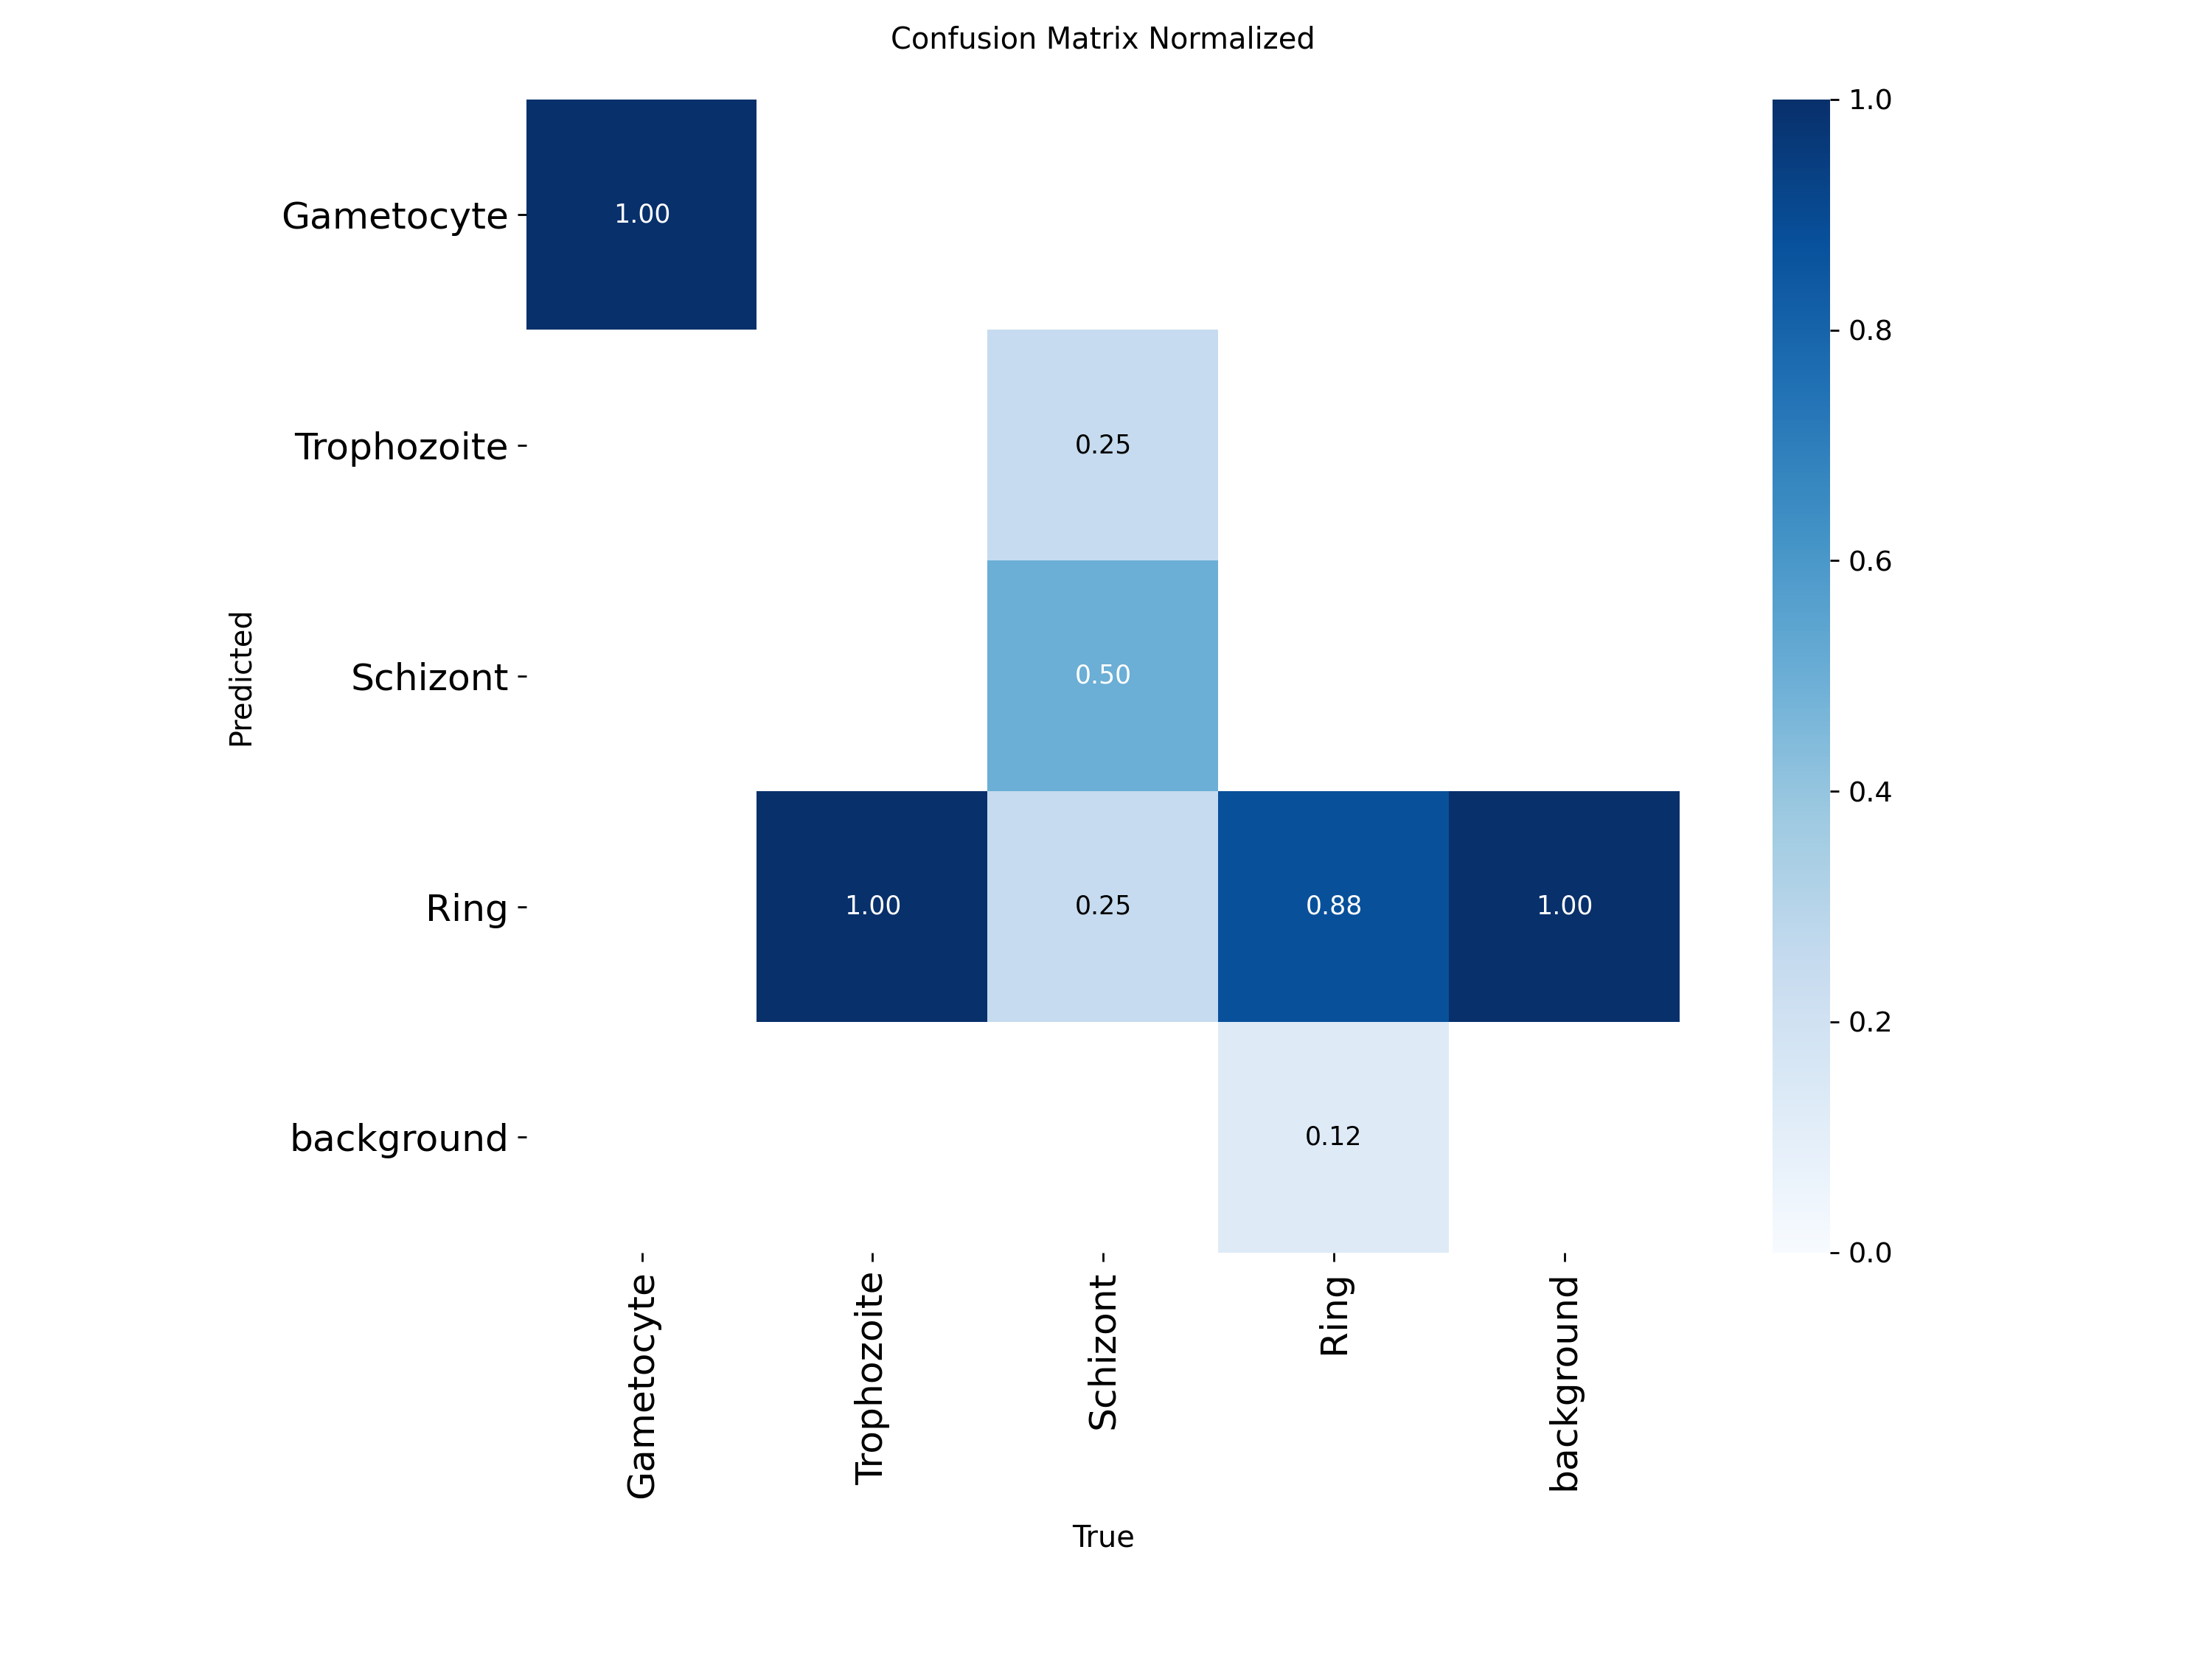 Confusion Matrix Normalized
Gametocyte
Trophozoite
Schizont
Ring
background
Predicted
1.00
0.25
0.50
1.00 0.25 0.88 1.00
0.12
Gametocyte
Trophozoite
Schizont
Ring
background
True
1.0
0.8
0.6
0.4
0.2
0.0